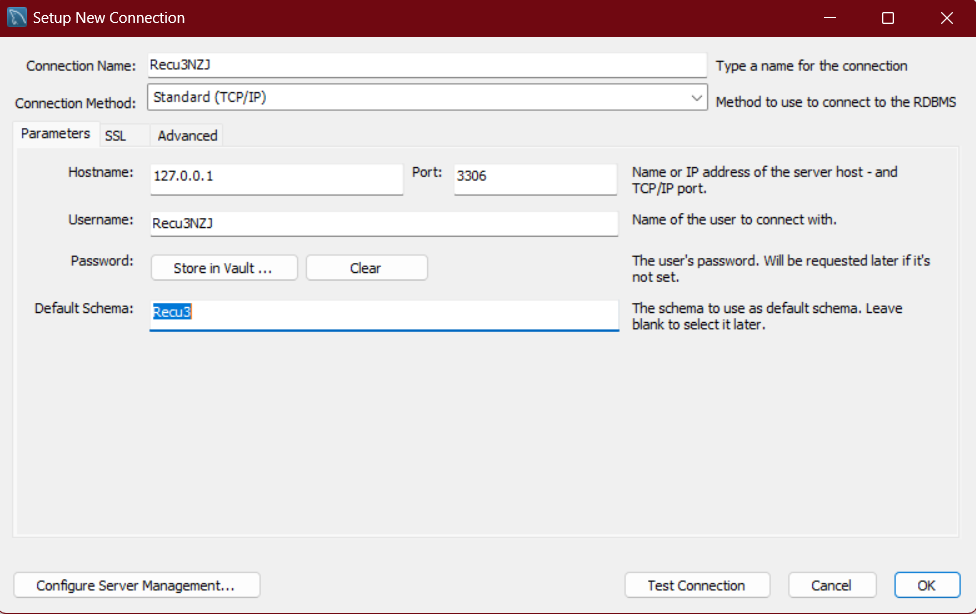 Setup New Connection
Connection Name: Recu3NZJ Type a name for the connection
Connection Method: Standard (TCP/IP) Method to use to connect to the RDBMS
Parameters SSL Advanced
Hostname: 127.0.0.1 Port: 3306 Name or IP address of the server host - and
TCP/IP port.
Username: Recu3NZJ Name of the user to connect with.
Password: Store in Vault ... Clear The user's password. Will be requested later if it's
not set.
Default Schema: Recu3 The schema to use as default schema. Leave
blank to select it later.
Configure Server Management... Test Connection Cancel OK